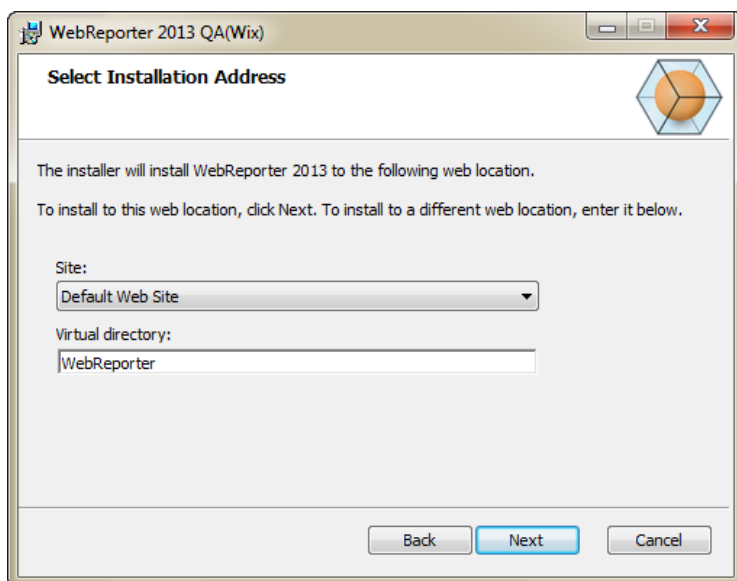 WebReporter 2013 QA(Wix)
Select Installation Address
The installer will install WebReporter 2013 to the following web location.
To install to this web location, click Next. To install to a different web location, enter it below.
Site:
Default Web Site
Virtual directory:
WebReporter
Back Next Cancel